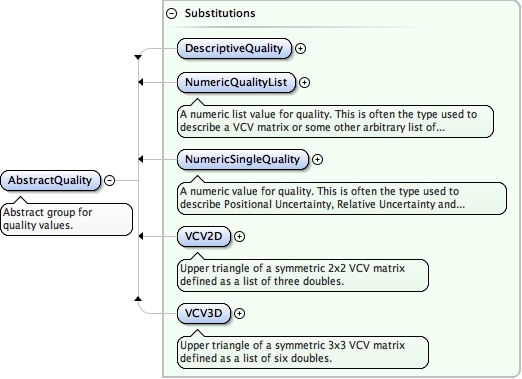 Substitutions
DescriptiveQuality
NumericQualityList
A numeric list value for quality. This is often the type used to
describe a VCV matrix or some other arbitrary list of...
NumericSingleQuality
AbstractQuality
A numeric value for quality. This is often the type used to
describe Positional Uncertainty, Relative Uncertainty and...
Abstract group for
quality values.
VCV2D
Upper triangle of a symmetric 2x2 VCV matrix
defined as a list of three doubles.
VCV3D
Upper triangle of a symmetric 3x3 VCV matrix
defined as a list of six doubles.